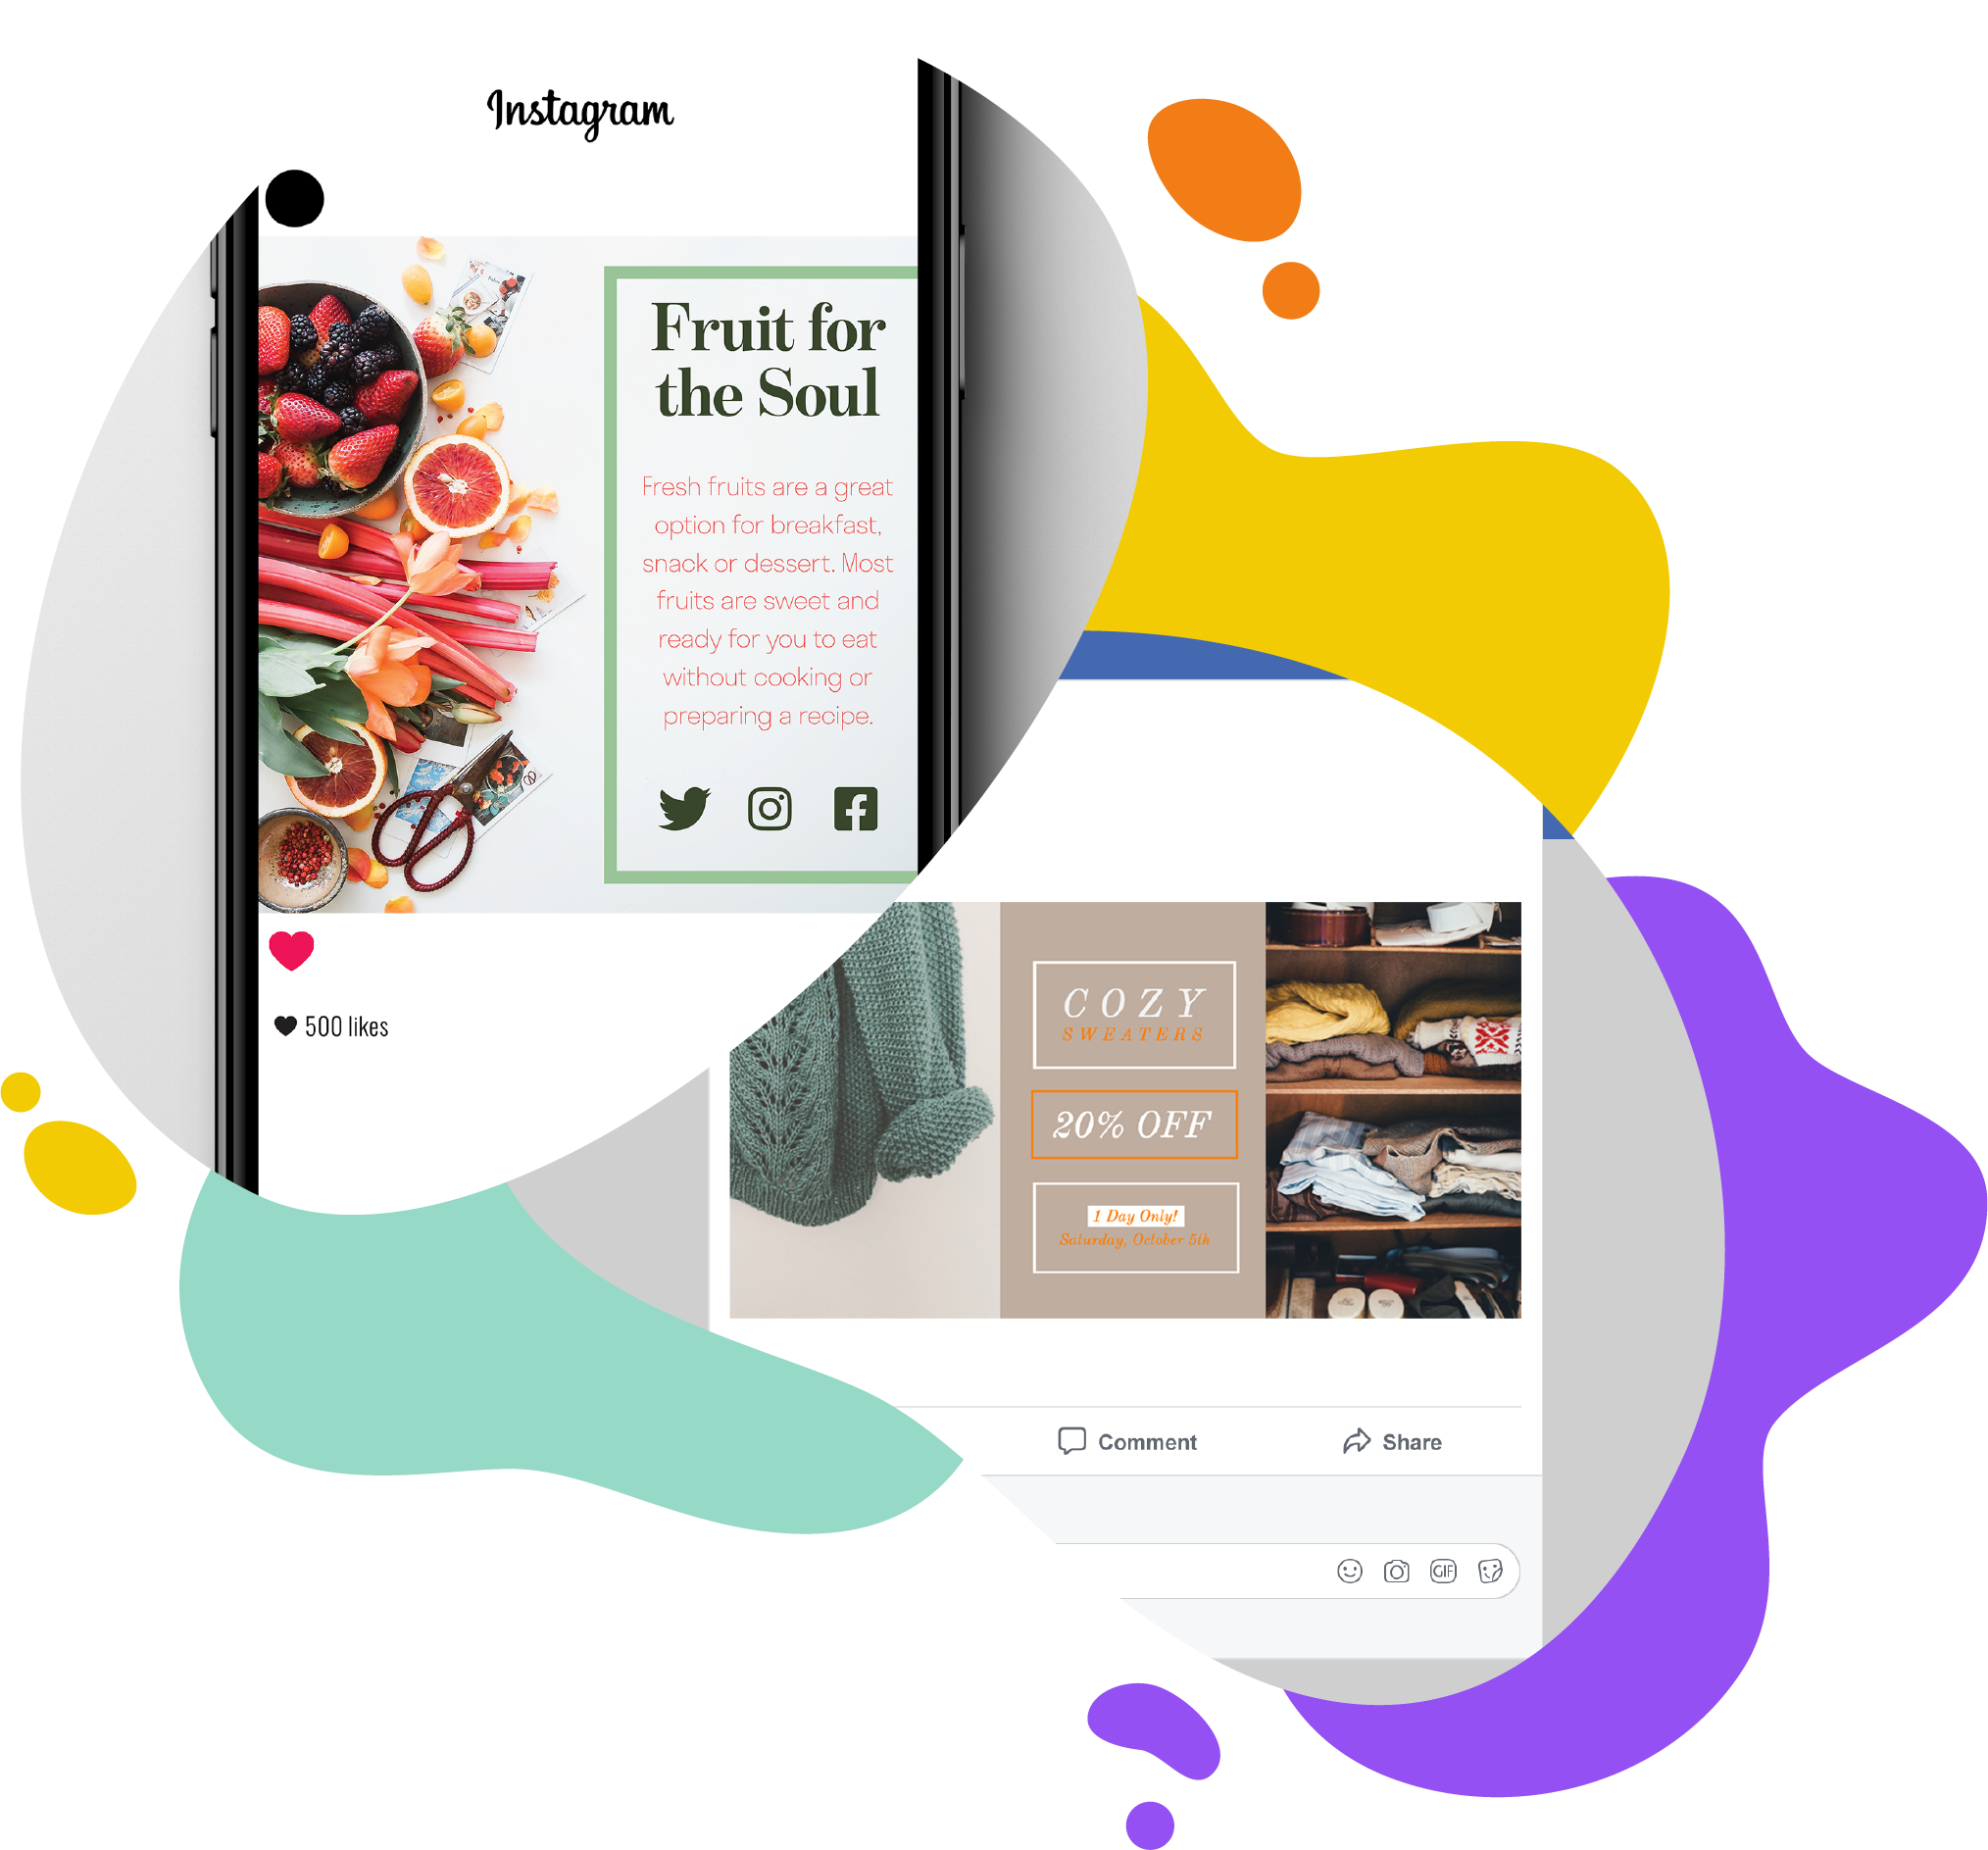 Instagram
Fruit for
the Soul
Fresh fruits are a great
option for breakfast,
snack or dessert. Most
fruits are sweet and
ready for you to eat
without cooking or
preparing a recipe.
500 likes
COZY
SWEATERS
20% OFF
1 Day Only!
Saturday, October 5th
Comment
Share
GIF